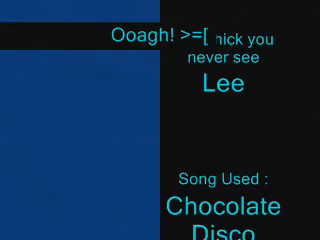 Ooagh! >=[ nick you
never see
Lee
Song Used :
Chocolate
Disco